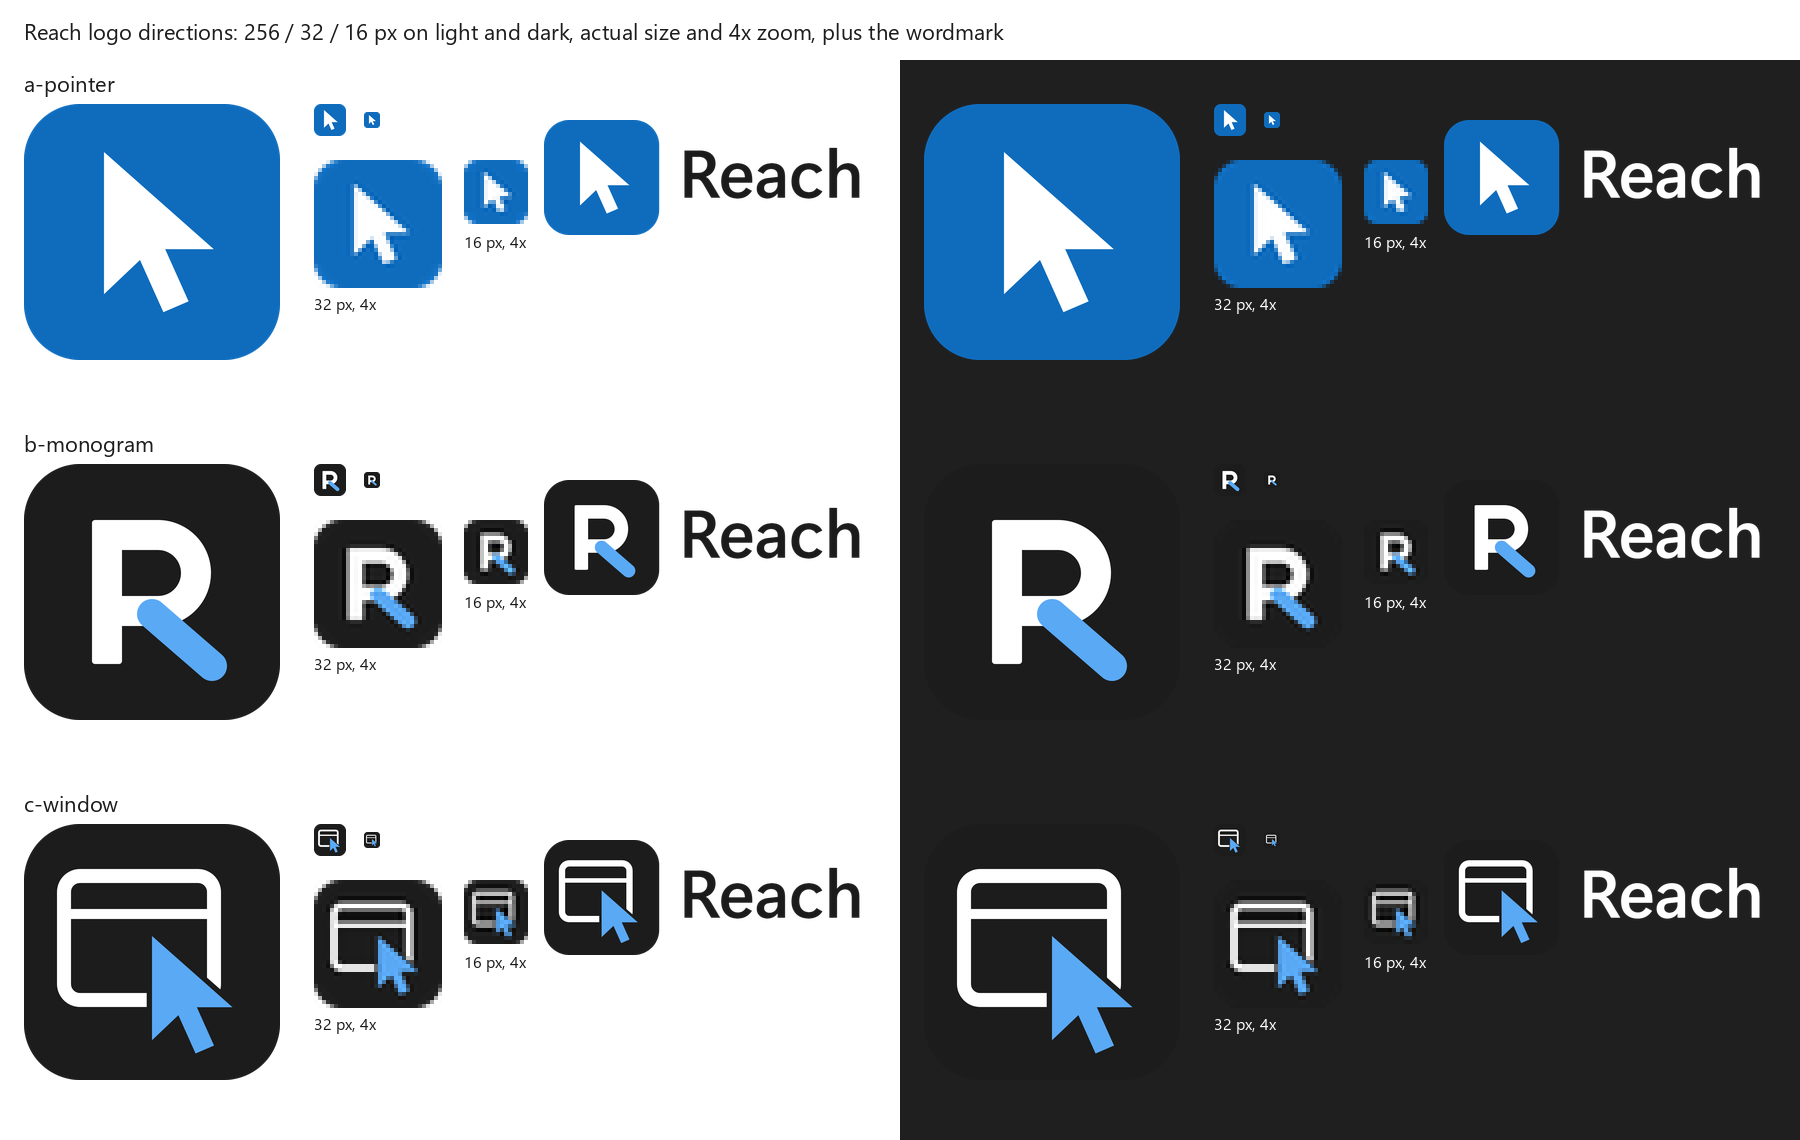 Reach logo directions: 256 / 32 / 16 px on light and dark, actual size and 4x zoom, plus the wordmark
a-pointer
Reach
Reach
16 px, 4x
16 px, 4x
32 px, 4x
32 px, 4x
b-monogram
R
R
R
R
R
R
R
R
R
R
R
R
Reach
Reach
16 px, 4x
16 px, 4x
32 px, 4x
32 px, 4x
c-window
Reach
Reach
16 px, 4x
16 px, 4x
32 px, 4x
32 px, 4x